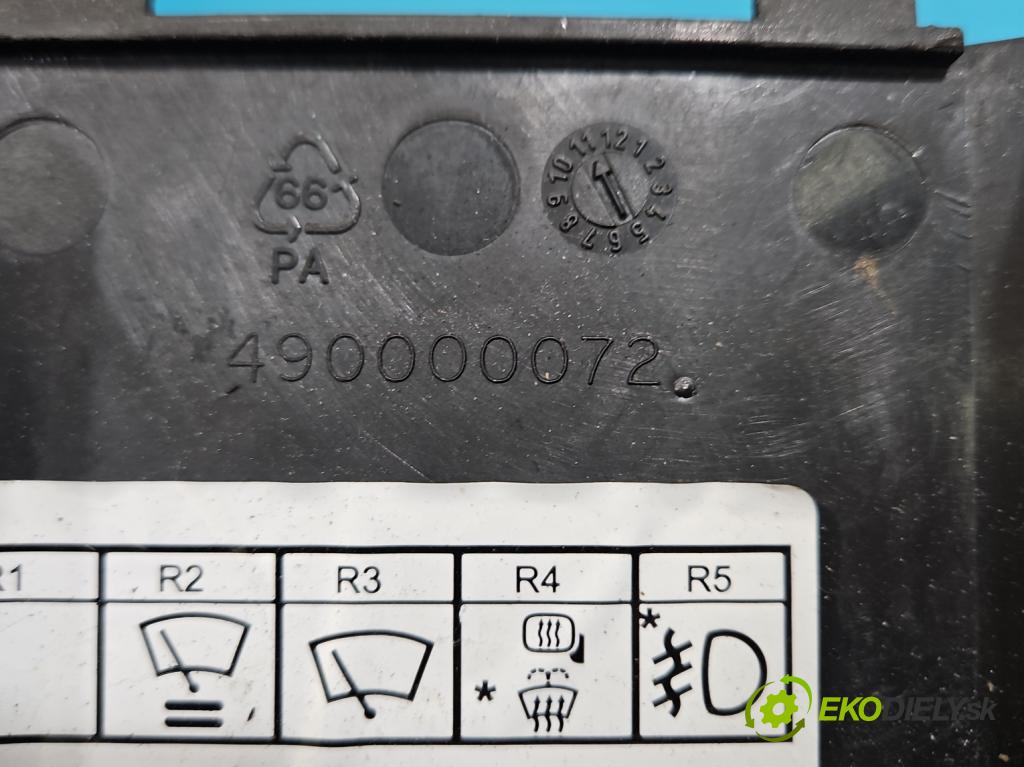 11 12 1 2 3 4 5 6 7 8 9 10
66
PA
490000072
R1 R2 R3 R4 R5
*
*
EKODIELY.sk